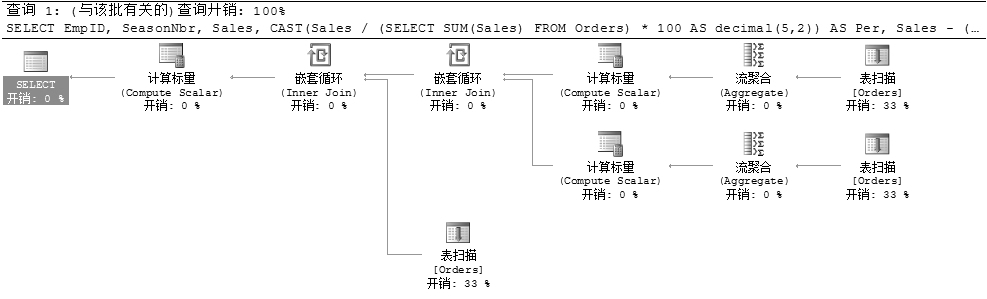 查询 1: (与该批有关的)查询开销: 100%
SELECT EmpID, SeasonNbr, Sales, CAST(Sales / (SELECT SUM(Sales) FROM Orders) * 100 AS decimal(5,2)) AS Per, Sales - (…
SELECT
开销: 0 %
计算标量
(Compute Scalar)
开销: 0 %
嵌套循环
(Inner Join)
开销: 0 %
嵌套循环
(Inner Join)
开销: 0 %
计算标量
(Compute Scalar)
开销: 0 %
流聚合
(Aggregate)
开销: 0 %
表扫描
[Orders]
开销: 33 %
计算标量
(Compute Scalar)
开销: 0 %
流聚合
(Aggregate)
开销: 0 %
表扫描
[Orders]
开销: 33 %
表扫描
[Orders]
开销: 33 %